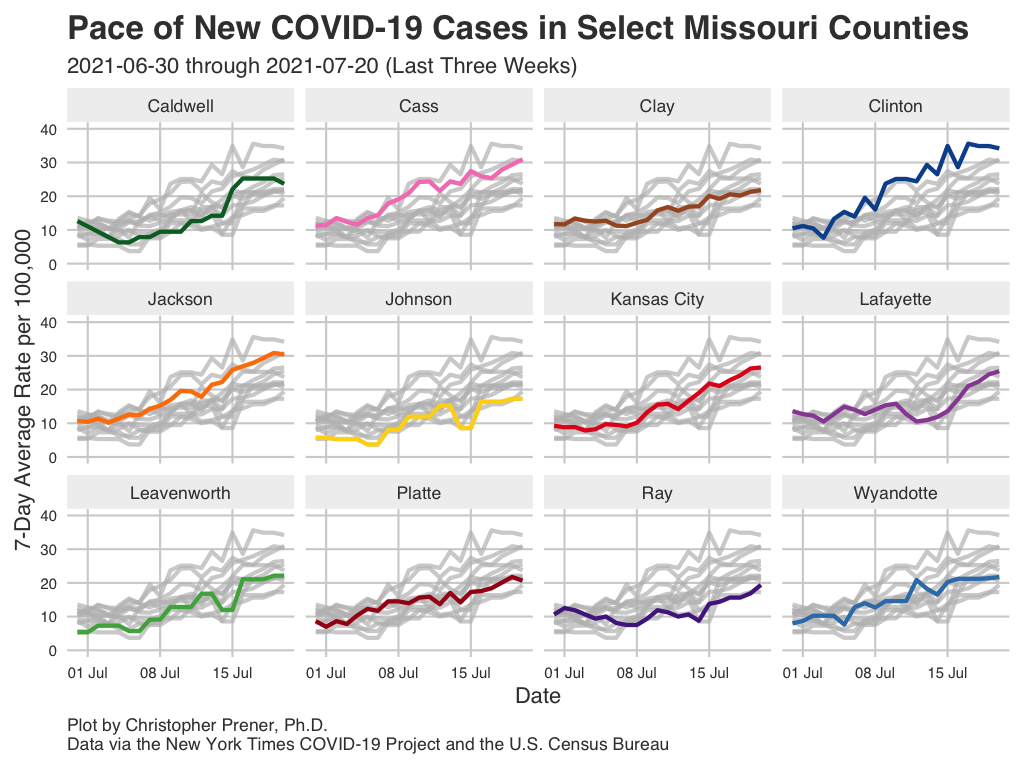 Pace of New COVID-19 Cases in Select Missouri Counties
2021-06-30 through 2021-07-20 (Last Three Weeks)
Caldwell Cass Clay Clinton
40
30
20
10
0
Jackson Johnson Kansas City Lafayette
40
30
20
10
0
7-Day Average Rate per 100,000
Leavenworth Platte Ray Wyandotte
40
30
20
10
0
01 Jul 08 Jul 15 Jul 01 Jul 08 Jul 15 Jul 01 Jul 08 Jul 15 Jul 01 Jul 08 Jul 15 Jul
Date
Plot by Christopher Prener, Ph.D.
Data via the New York Times COVID-19 Project and the U.S. Census Bureau